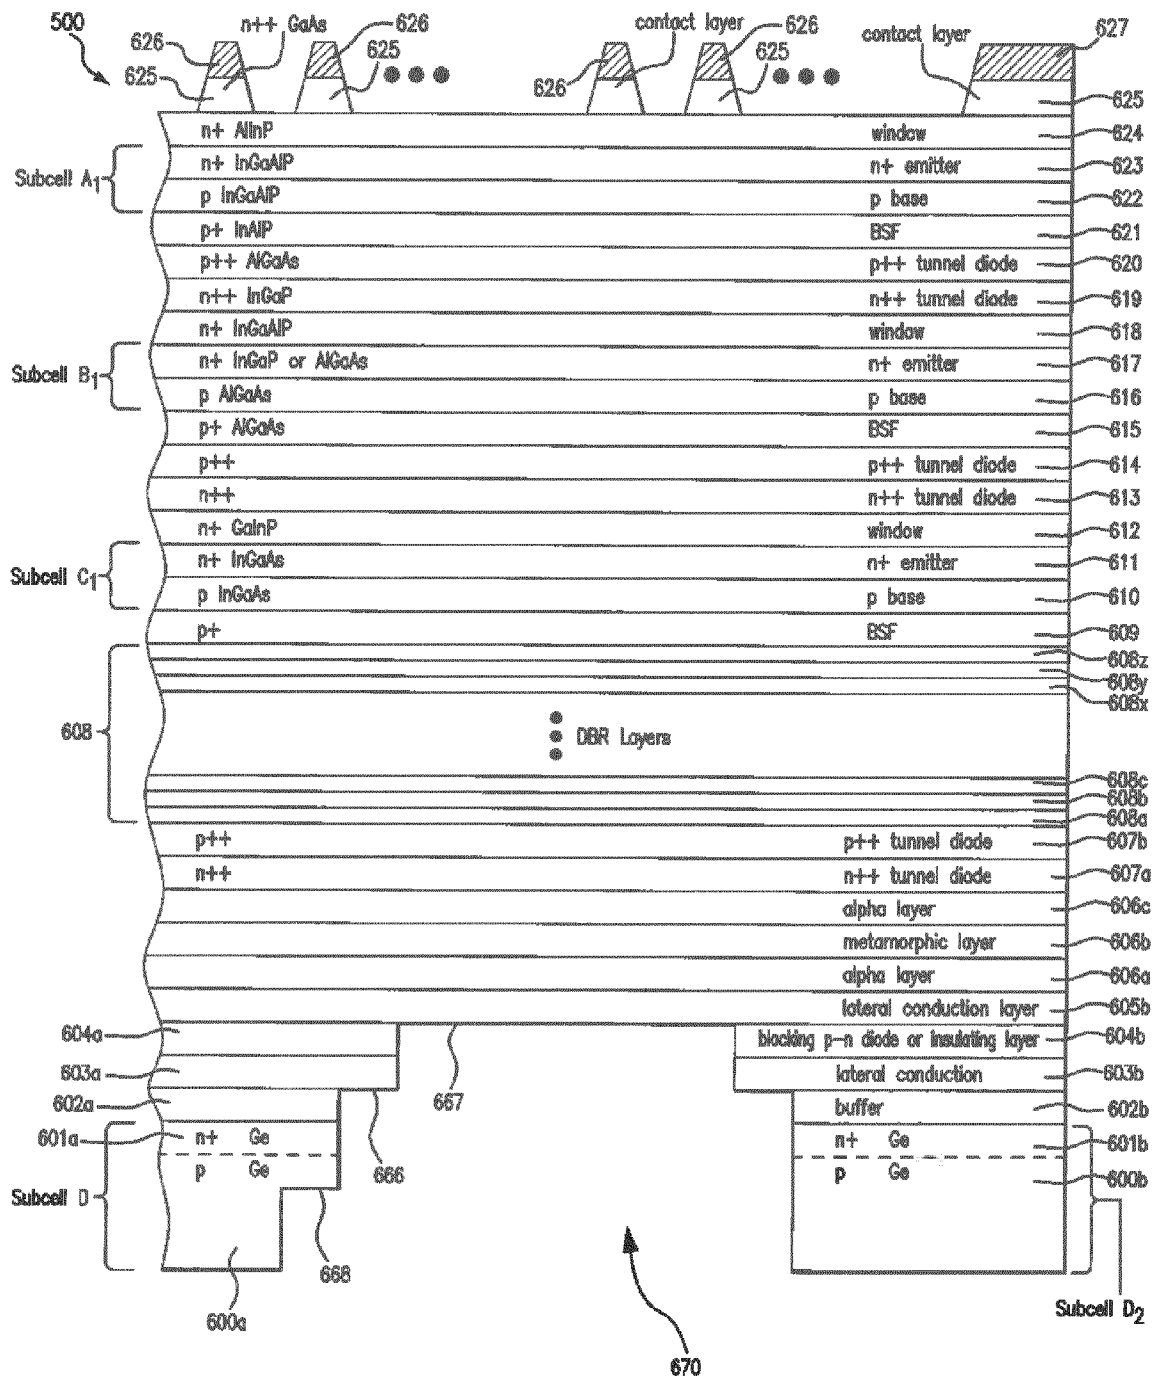 500
n++ GaAs
626
626
625
625
contact layer
626
626
625
contact layer
627
625
n+ AlInP window 624
Subcell A1
n+ InGaAlP n+ emitter 623
p InGaAlP p base 622
p+ InAlP BSF 621
p++ AlGaAs p++ tunnel diode 620
n++ InGaP n++ tunnel diode 619
n+ InGaAlP window 618
Subcell B1
n+ InGaP or AlGaAs n+ emitter 617
p AlGaAs p base 616
p+ AlGaAs BSF 615
p++ p++ tunnel diode 614
n++ n++ tunnel diode 613
n+ GaInP window 612
Subcell C1
n+ InGaAs n+ emitter 611
p InGaAs p base 610
p+ BSF 609
608z
608y
608x
608
DBR Layers
608c
608b
608a
p++ p++ tunnel diode 607b
n++ n++ tunnel diode 607a
alpha layer 606c
metamorphic layer 606b
alpha layer 606a
lateral conduction layer 605b
604a blocking p-n diode or insulating layer 604b
603a lateral conduction 603b
602a 667 buffer 602b
601a n+ Ge n+ Ge 601b
666
p Ge p Ge 600b
Subcell D
668
600a
Subcell D2
670